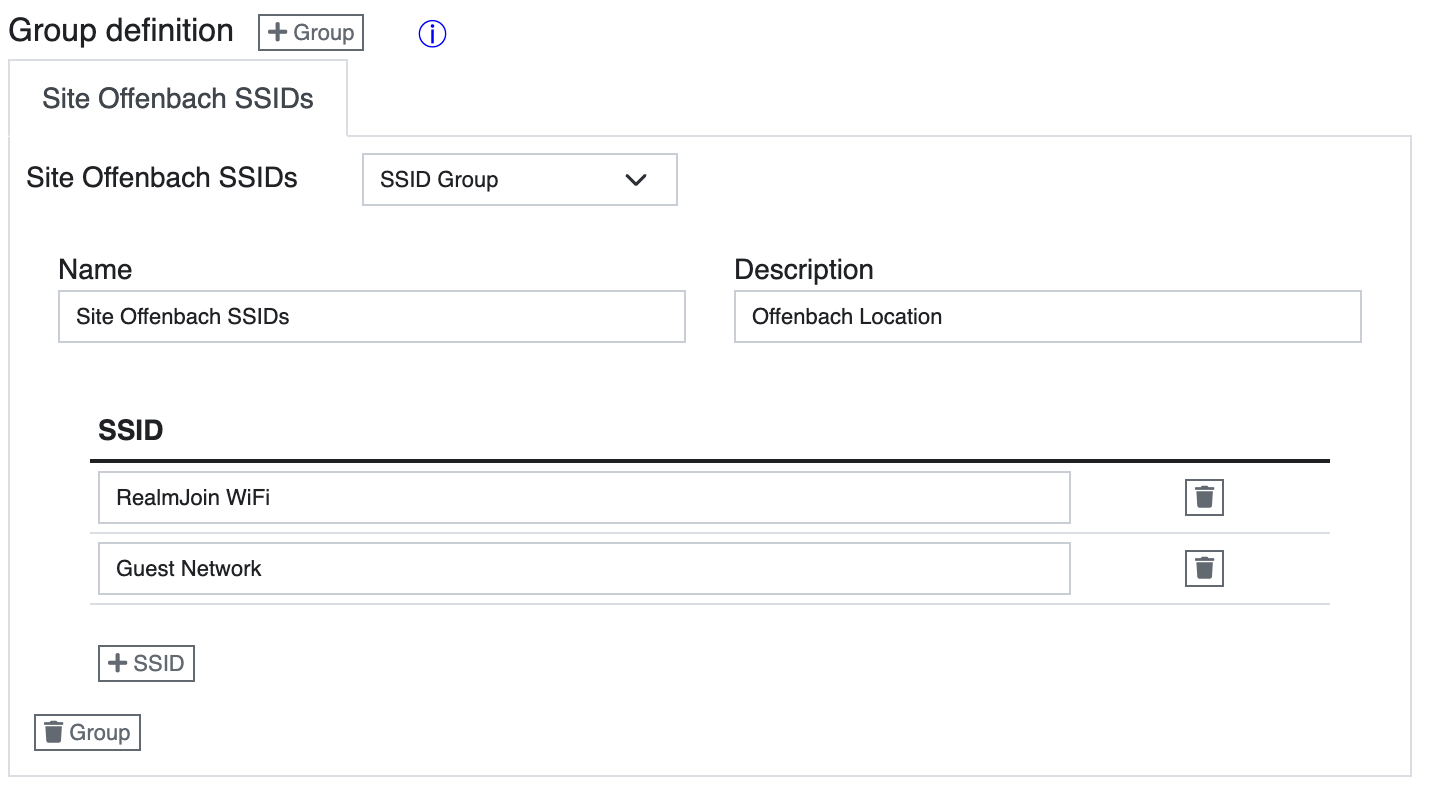 Group definition + Group ⓘ
Site Offenbach SSIDs
Site Offenbach SSIDs SSID Group
Name Description
Site Offenbach SSIDs Offenbach Location
SSID
RealmJoin WiFi
Guest Network
+ SSID
Group